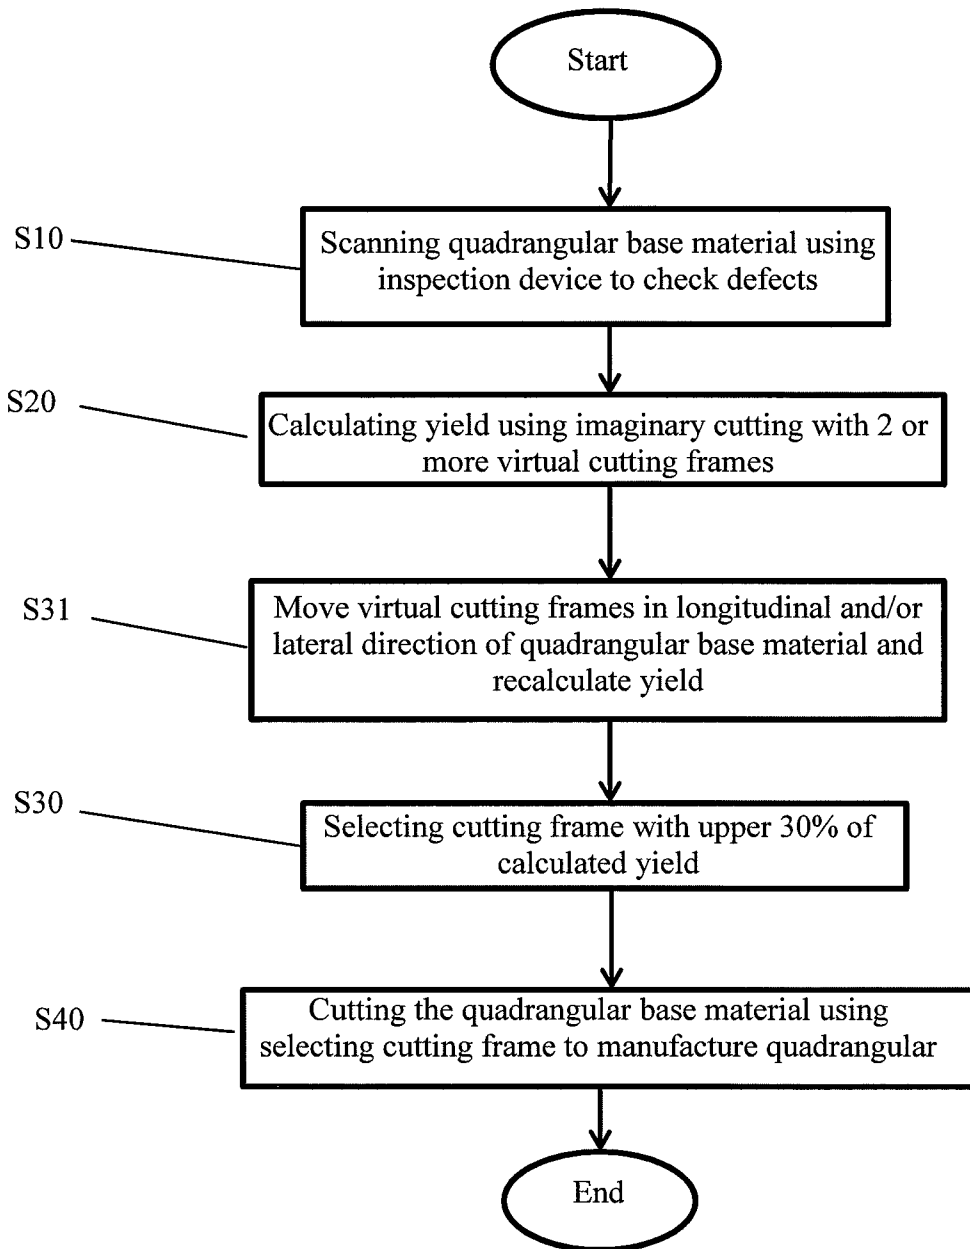 Start
S10
Scanning quadrangular base material using
inspection device to check defects
S20
Calculating yield using imaginary cutting with 2 or
more virtual cutting frames
S31
Move virtual cutting frames in longitudinal and/or
lateral direction of quadrangular base material and
recalculate yield
S30
Selecting cutting frame with upper 30% of
calculated yield
S40
Cutting the quadrangular base material using
selecting cutting frame to manufacture quadrangular
End